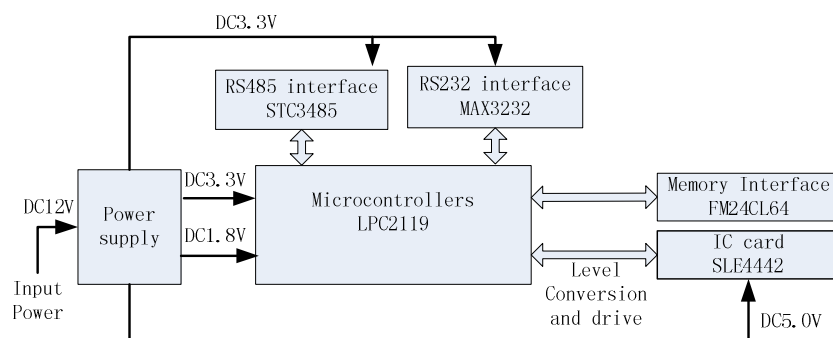 DC3.3V
RS485 interface
STC3485
RS232 interface
MAX3232
DC12V
Power
supply
DC3.3V
DC1.8V
Microcontrollers
LPC2119
Memory Interface
FM24CL64
IC card
SLE4442
Input
Power
Level
Conversion
and drive
DC5.0V